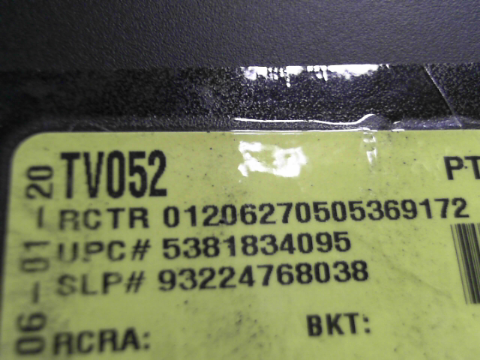 TV052
PT
RCTR 01206270505369172
UPC# 5381834095
SLP# 93224768038
RCRA: BKT:
06-01-20